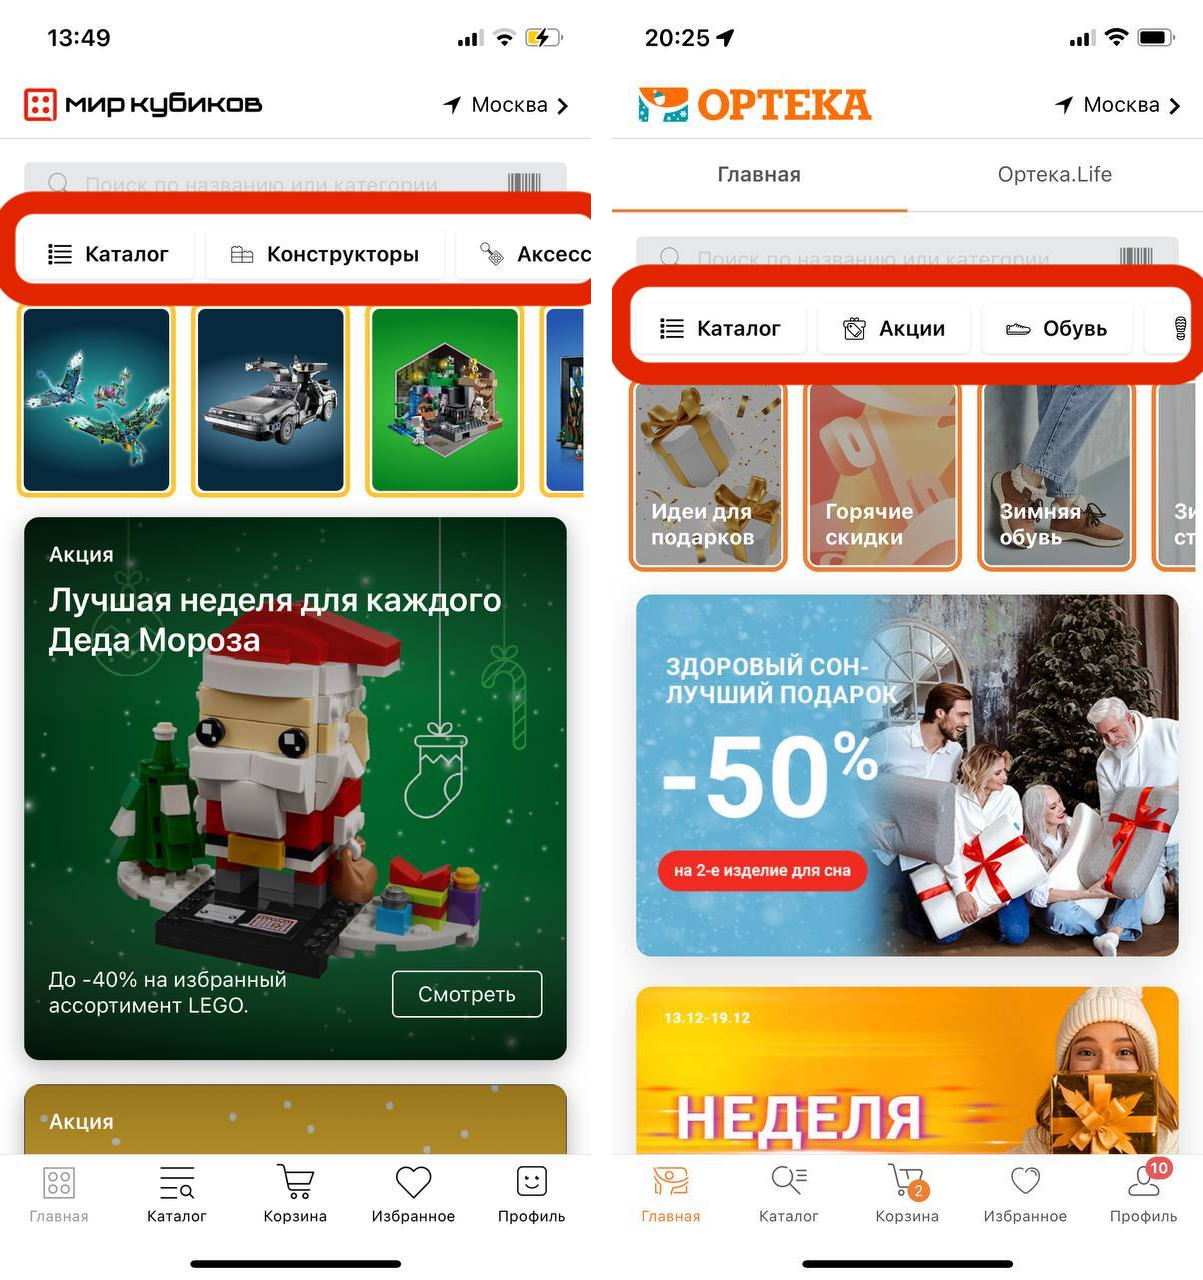 13:49
мир кубиков
Москва
Поиск по названию или категории
Каталог
Конструкторы
Аксесс
Акция
Лучшая неделя для каждого
Деда Мороза
До -40% на избранный
ассортимент LEGO.
Смотреть
Акция
Главная
Каталог
Корзина
Избранное
Профиль
20:25
ОРТЕКА
Москва
Главная
Ортека.Life
Поиск по названию или категории
Каталог
Акции
Обувь
Идеи для
подарков
Горячие
скидки
Зимняя
обувь
Зи
ст
ЗДОРОВЫЙ СОН-
ЛУЧШИЙ ПОДАРОК
-50%
на 2-е изделие для сна
13.12-19.12
НЕДЕЛЯ
Главная
Каталог
2
Корзина
Избранное
10
Профиль